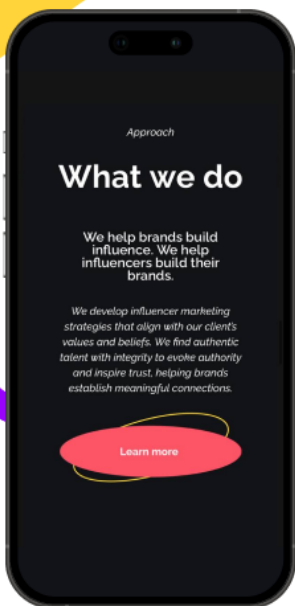 Approach
What we do
We help brands build
influence. We help
influencers build their
brands.
We develop influencer marketing
strategies that align with our client's
values and beliefs. We find authentic
talent with integrity to evoke authority
and inspire trust, helping brands
establish meaningful connections.
Learn more